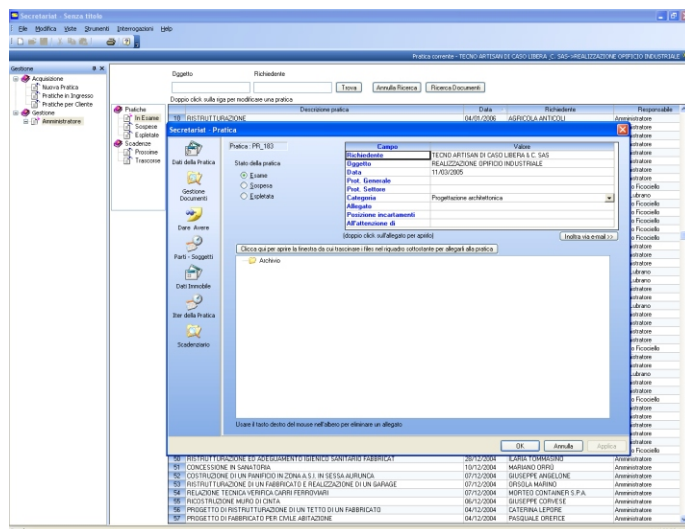 Secretariat - Senza titolo
File Modifica Viste Strumenti Interrogazioni Help
Pratica corrente - TECNO ARTISAN DI CASO LIBERA C. SAS->REALIZZAZIONE OPIFICIO INDUSTRIALE
Gestione
Acquisizione
Nuova Pratica
Pratiche in Ingresso
Pratiche per Cliente
Gestione
Amministratore
Oggetto Richiedente
Trova Annulla Ricerca Ricerca Documenti
Doppio click sulla riga per modificare una pratica
Pratiche
In Esame
Sospese
Espletate
Scadenze
Prossime
Trascorse
Descrizione pratica Data Richiedente Responsabile
18 RISTRUTTURAZIONE 04/01/2006 AGRICOLA ANTICOLI Amministratore
Secretariat - Pratica
Dati della Pratica
Gestione Documenti
Dare Avere
Parti - Soggetti
Dati Immobile
Iter della Pratica
Scadenziario
Pratica : PR_183
Stato della pratica
Esame
Sospesa
Espletata
Campo Valore
Richiedente TECNO ARTISAN DI CASO LIBERA & C. SAS
Oggetto REALIZZAZIONE OPIFICIO INDUSTRIALE
Data 11/03/2005
Prot. Generale
Prot. Settore
Categoria Progettazione architettonica
Allegato
Posizione incartamenti
All'attenzione di
(doppio click sull'allegato per aprirlo) Inoltra via e-mail >>
Clicca qui per aprire la finestra da cui trascinare i files nel riquadro sottostante per allegarli alla pratica
Archivio
Usare il tasto destro del mouse nell'albero per eliminare un allegato
OK Annulla Applica
50 RISTRUTTURAZIONE ED ADEGUAMENTO IGIENICO SANITARIO FABBRICAT 20/12/2004 ILARIA TOMMASINO Amministratore
51 CONCESSIONE IN SANATORIA 10/12/2004 MARIANO ORRÙ Amministratore
52 COSTRUZIONE DI UN PANIFICIO IN ZONA A.S.I. IN SESSA AURUNCA 07/12/2004 GIUSEPPE ANGELONE Amministratore
53 RISTRUTTURAZIONE DI UN FABBRICATO E REALIZZAZIONE DI UN GARAGE 07/12/2004 ORSOLA MARINO Amministratore
54 RELAZIONE TECNICA VERIFICA CARRI FERROVIARI 07/12/2004 MORTEO CONTAINER S.P.A. Amministratore
55 RICOSTRUZIONE MURO DI CINTA 06/12/2004 GIUSEPPE CORVESE Amministratore
56 PROGETTO DI RISTRUTTURAZIONE DI UN TETTO DI UN FABBRICATO 04/12/2004 CATERINA LEPORE Amministratore
57 PROGETTO DI FABBRICATO PER CIVILE ABITAZIONE 04/12/2004 PASQUALE OREFICE Amministratore